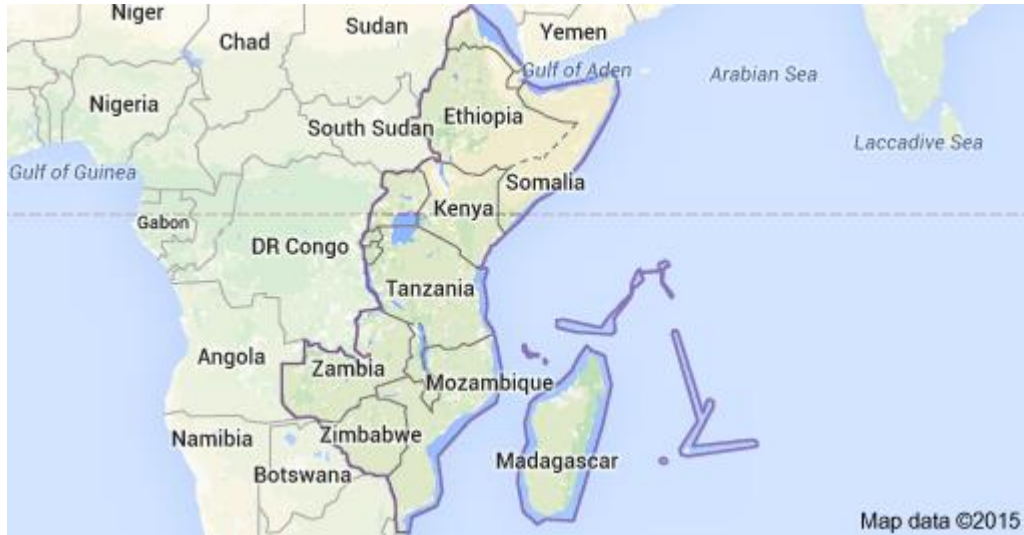 Niger
Sudan
Yemen
Chad
Gulf of Aden
Arabian Sea
Nigeria
Ethiopia
South Sudan
Laccadive Sea
Gulf of Guinea
Somalia
Kenya
Gabon
DR Congo
Tanzania
Angola
Zambia
Mozambique
Namibia
Zimbabwe
Madagascar
Botswana
Map data ©2015